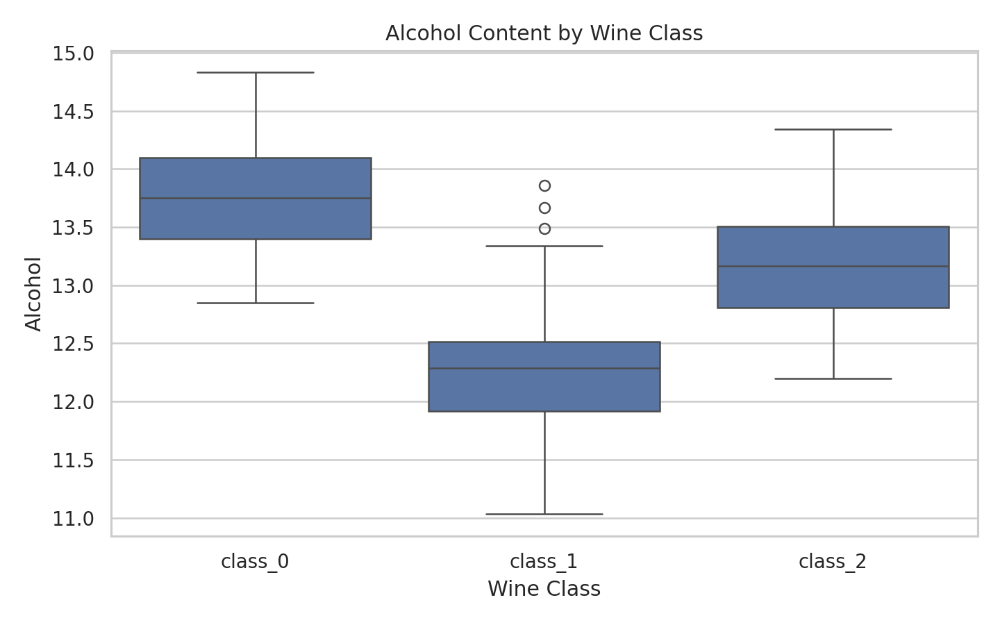 Alcohol Content by Wine Class
15.0
14.5
14.0
13.5
13.0
12.5
12.0
11.5
11.0
Alcohol
class_0 class_1 class_2
Wine Class